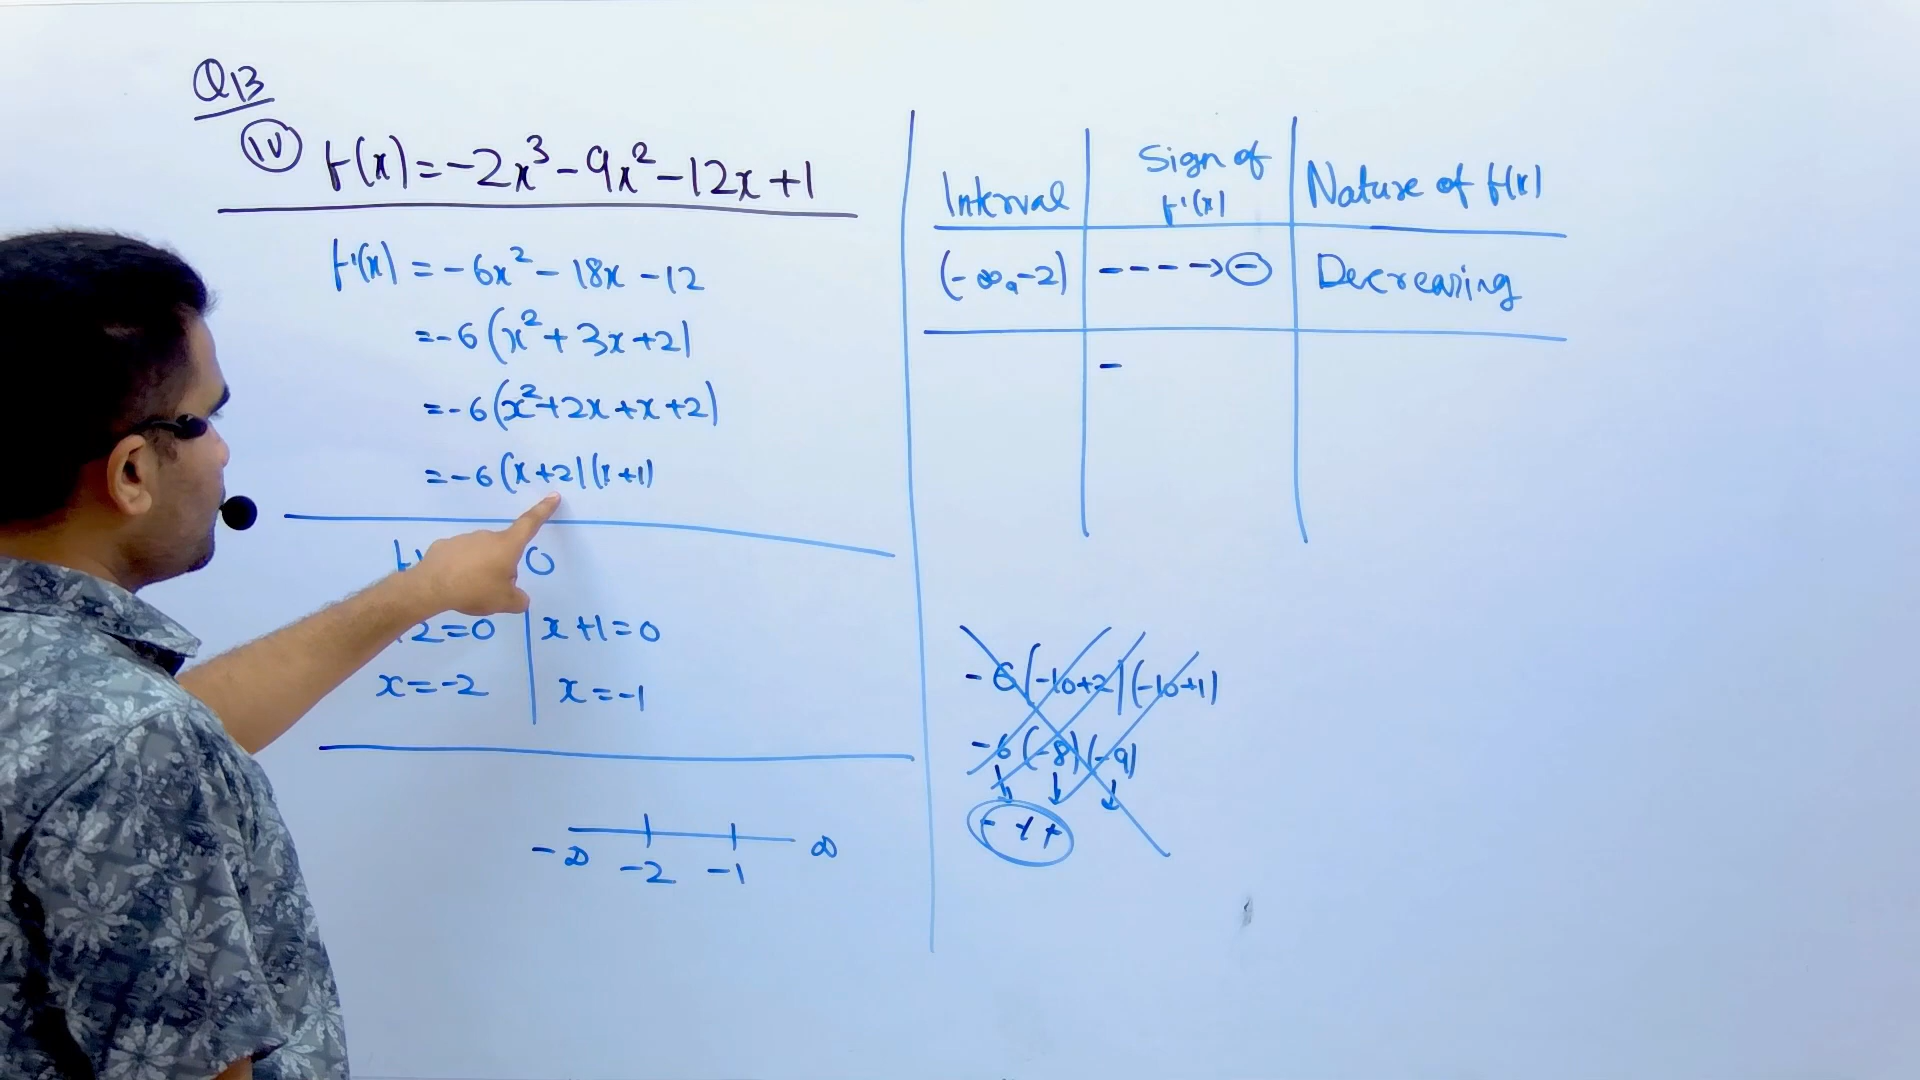 Q13
(iv) f(x) = -2x³ - 9x² - 12x + 1
f'(x) = -6x² - 18x - 12
= -6(x² + 3x + 2)
= -6(x² + 2x + x + 2)
= -6(x + 2)(x + 1)
0
2 = 0 | x + 1 = 0
x = -2 | x = -1
-∞ -2 -1 ∞
Interval | Sign of f'(x) | Nature of f(x)
(-∞, -2) | - - - - → (-) | Decreasing
-
-6(-10+2)(-10+1)
-6(-8)(-9)